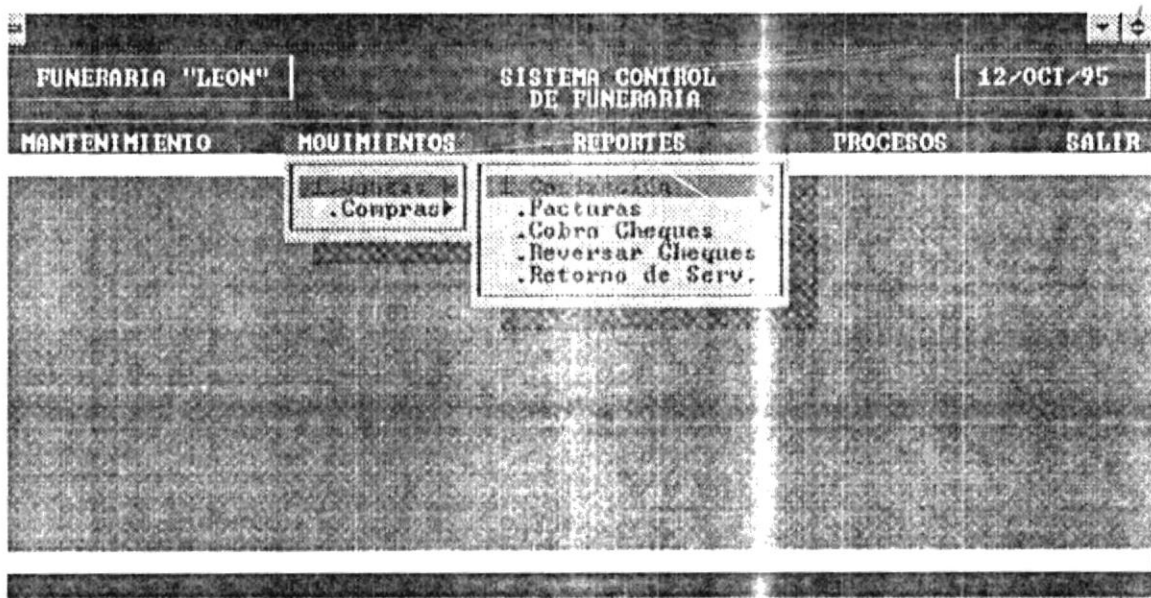 FUNERARIA "LEON"
SISTEMA CONTROL
DE FUNERARIA
12/OCT/95
MANTENIMIENTO MOVIMIENTOS REPORTES PROCESOS SALIR
.Compras
.Facturas
.Cobro Cheques
.Reversar Cheques
.Retorno de Serv.